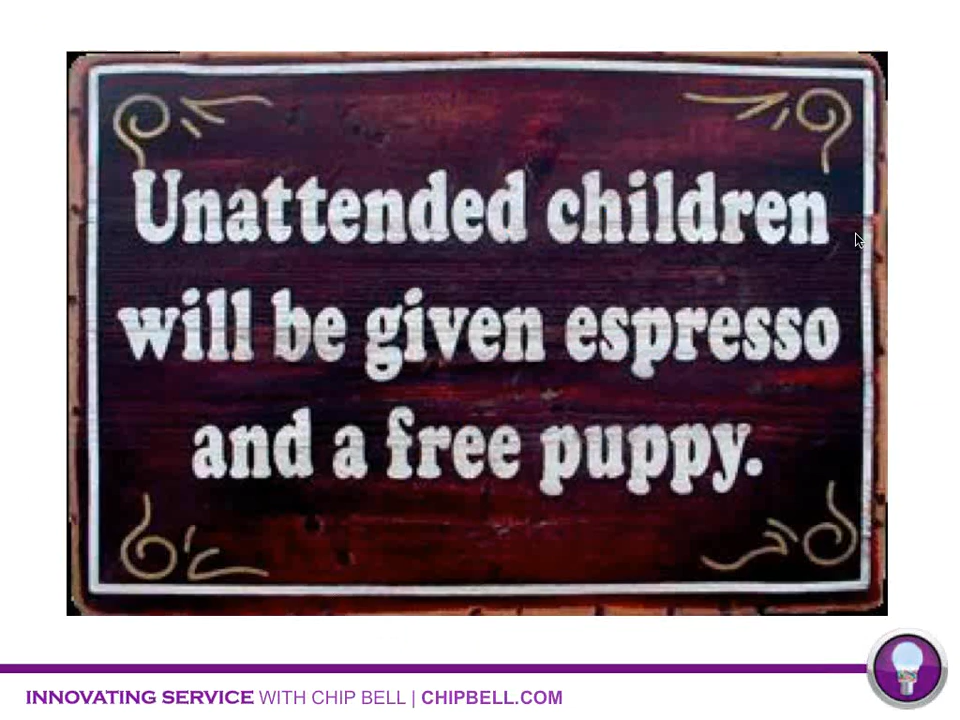 Unattended children
will be given espresso
and a free puppy.
INNOVATING SERVICE WITH CHIP BELL | CHIPBELL.COM